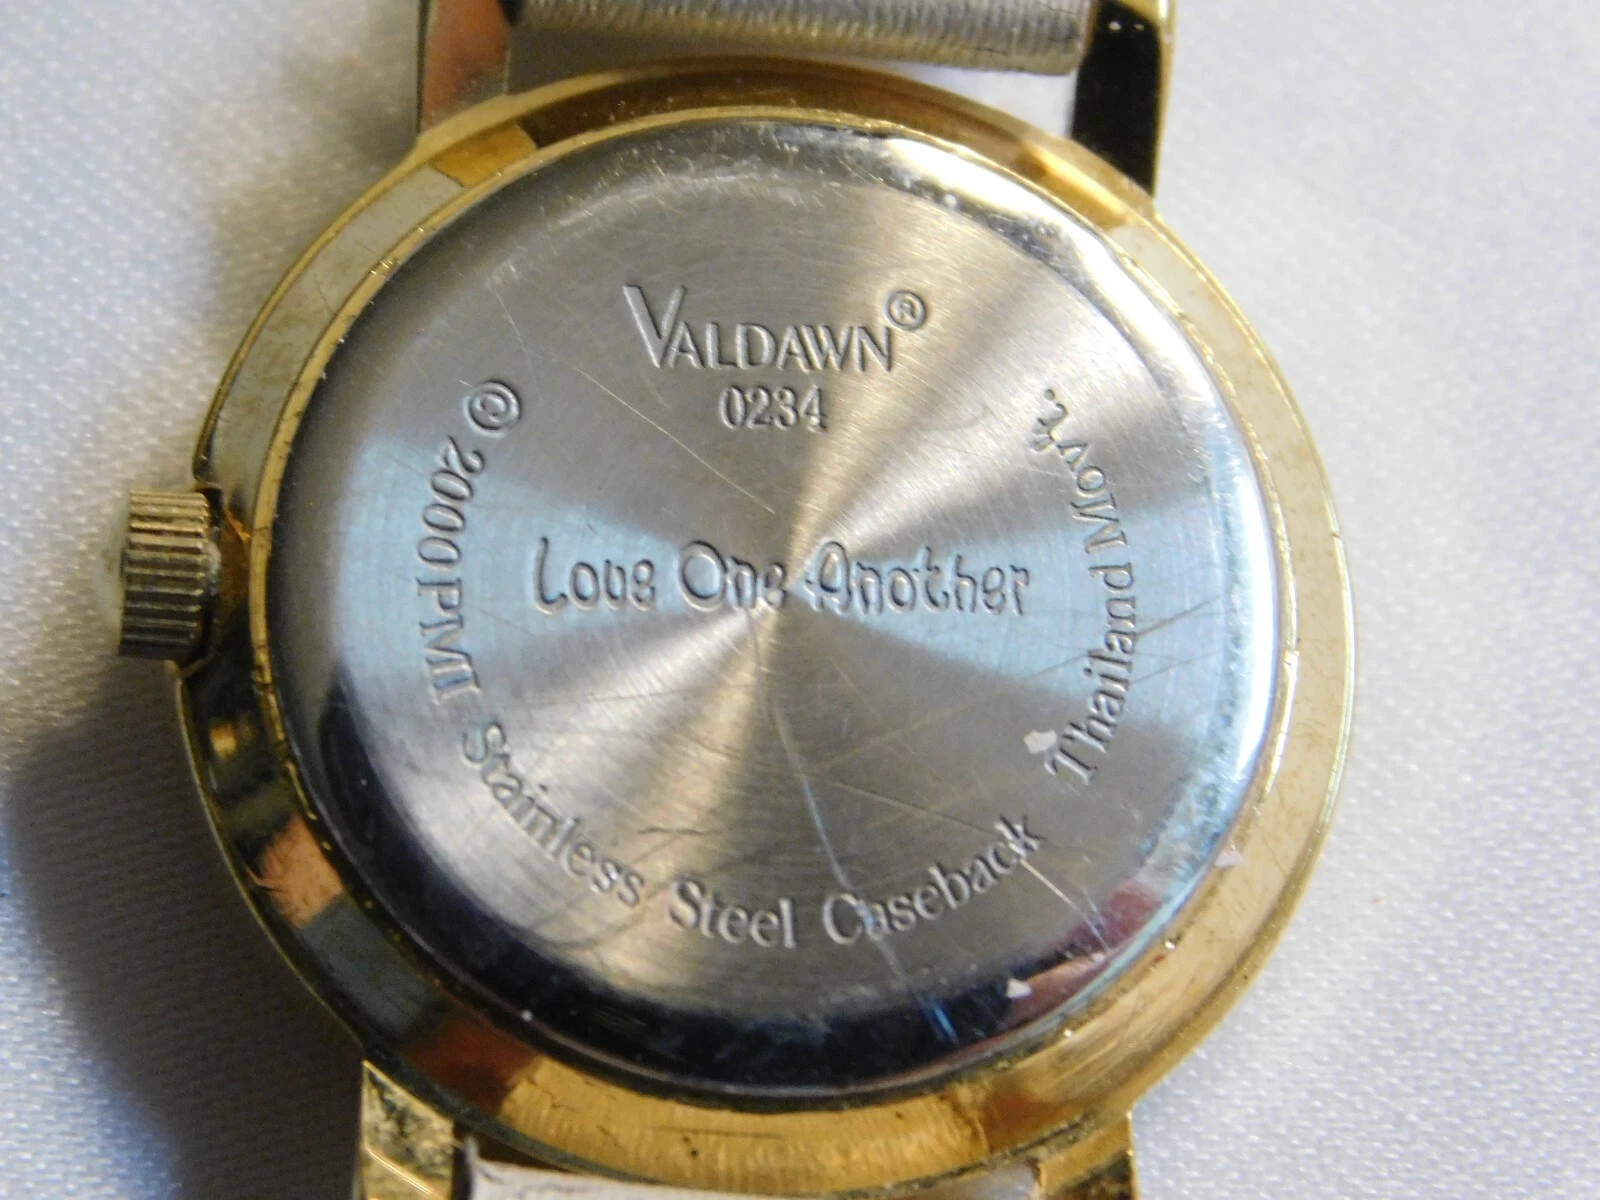 VALDAWN®
0234
Love One Another
© 2000 PMI Stainless Steel Caseback Thailand Movt.